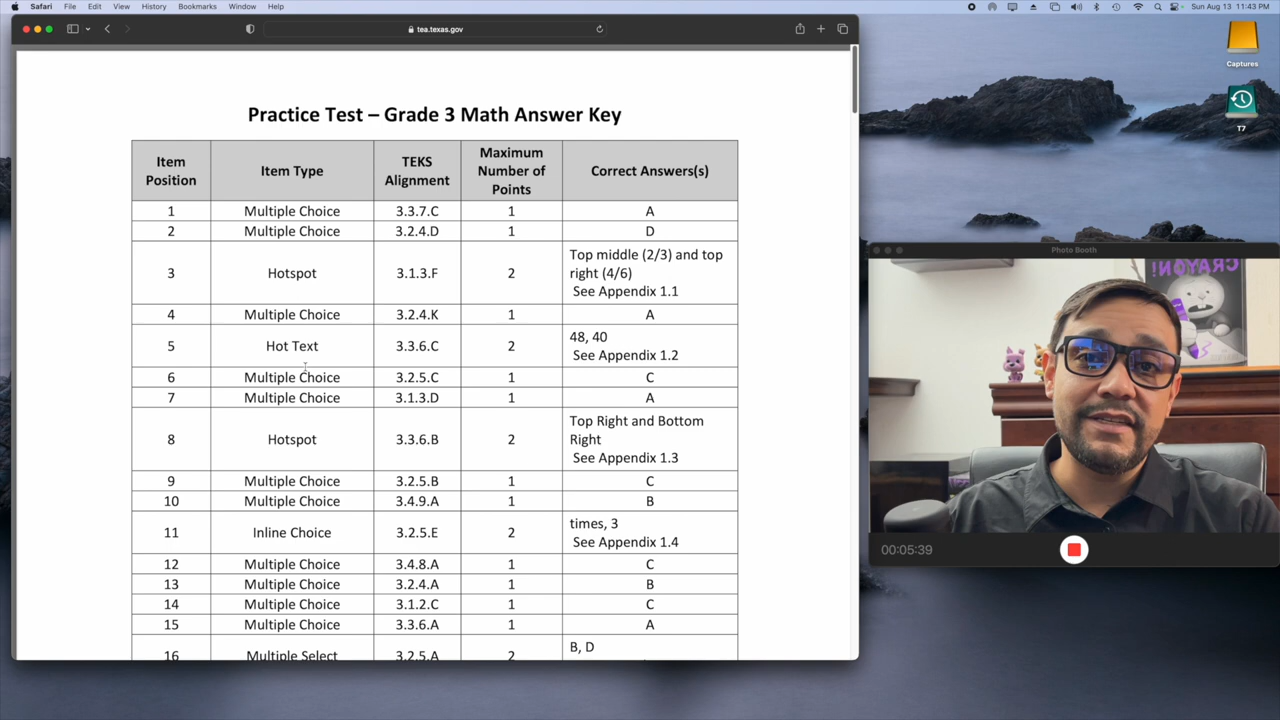 Safari File Edit View History Bookmarks Window Help Sun Aug 13 11:43 PM
tea.texas.gov
Captures
T7
Practice Test – Grade 3 Math Answer Key
Item Position Item Type TEKS Alignment Maximum Number of Points Correct Answers(s)
1 Multiple Choice 3.3.7.C 1 A
2 Multiple Choice 3.2.4.D 1 D
3 Hotspot 3.1.3.F 2 Top middle (2/3) and top
right (4/6)
See Appendix 1.1
4 Multiple Choice 3.2.4.K 1 A
5 Hot Text 3.3.6.C 2 48, 40
See Appendix 1.2
6 Multiple Choice 3.2.5.C 1 C
7 Multiple Choice 3.1.3.D 1 A
8 Hotspot 3.3.6.B 2 Top Right and Bottom
Right
See Appendix 1.3
9 Multiple Choice 3.2.5.B 1 C
10 Multiple Choice 3.4.9.A 1 B
11 Inline Choice 3.2.5.E 2 times, 3
See Appendix 1.4
12 Multiple Choice 3.4.8.A 1 C
13 Multiple Choice 3.2.4.A 1 B
14 Multiple Choice 3.1.2.C 1 C
15 Multiple Choice 3.3.6.A 1 A
16 Multiple Select 3.2.5.A 2 B, D
Photo Booth
CRAYON!
00:05:39